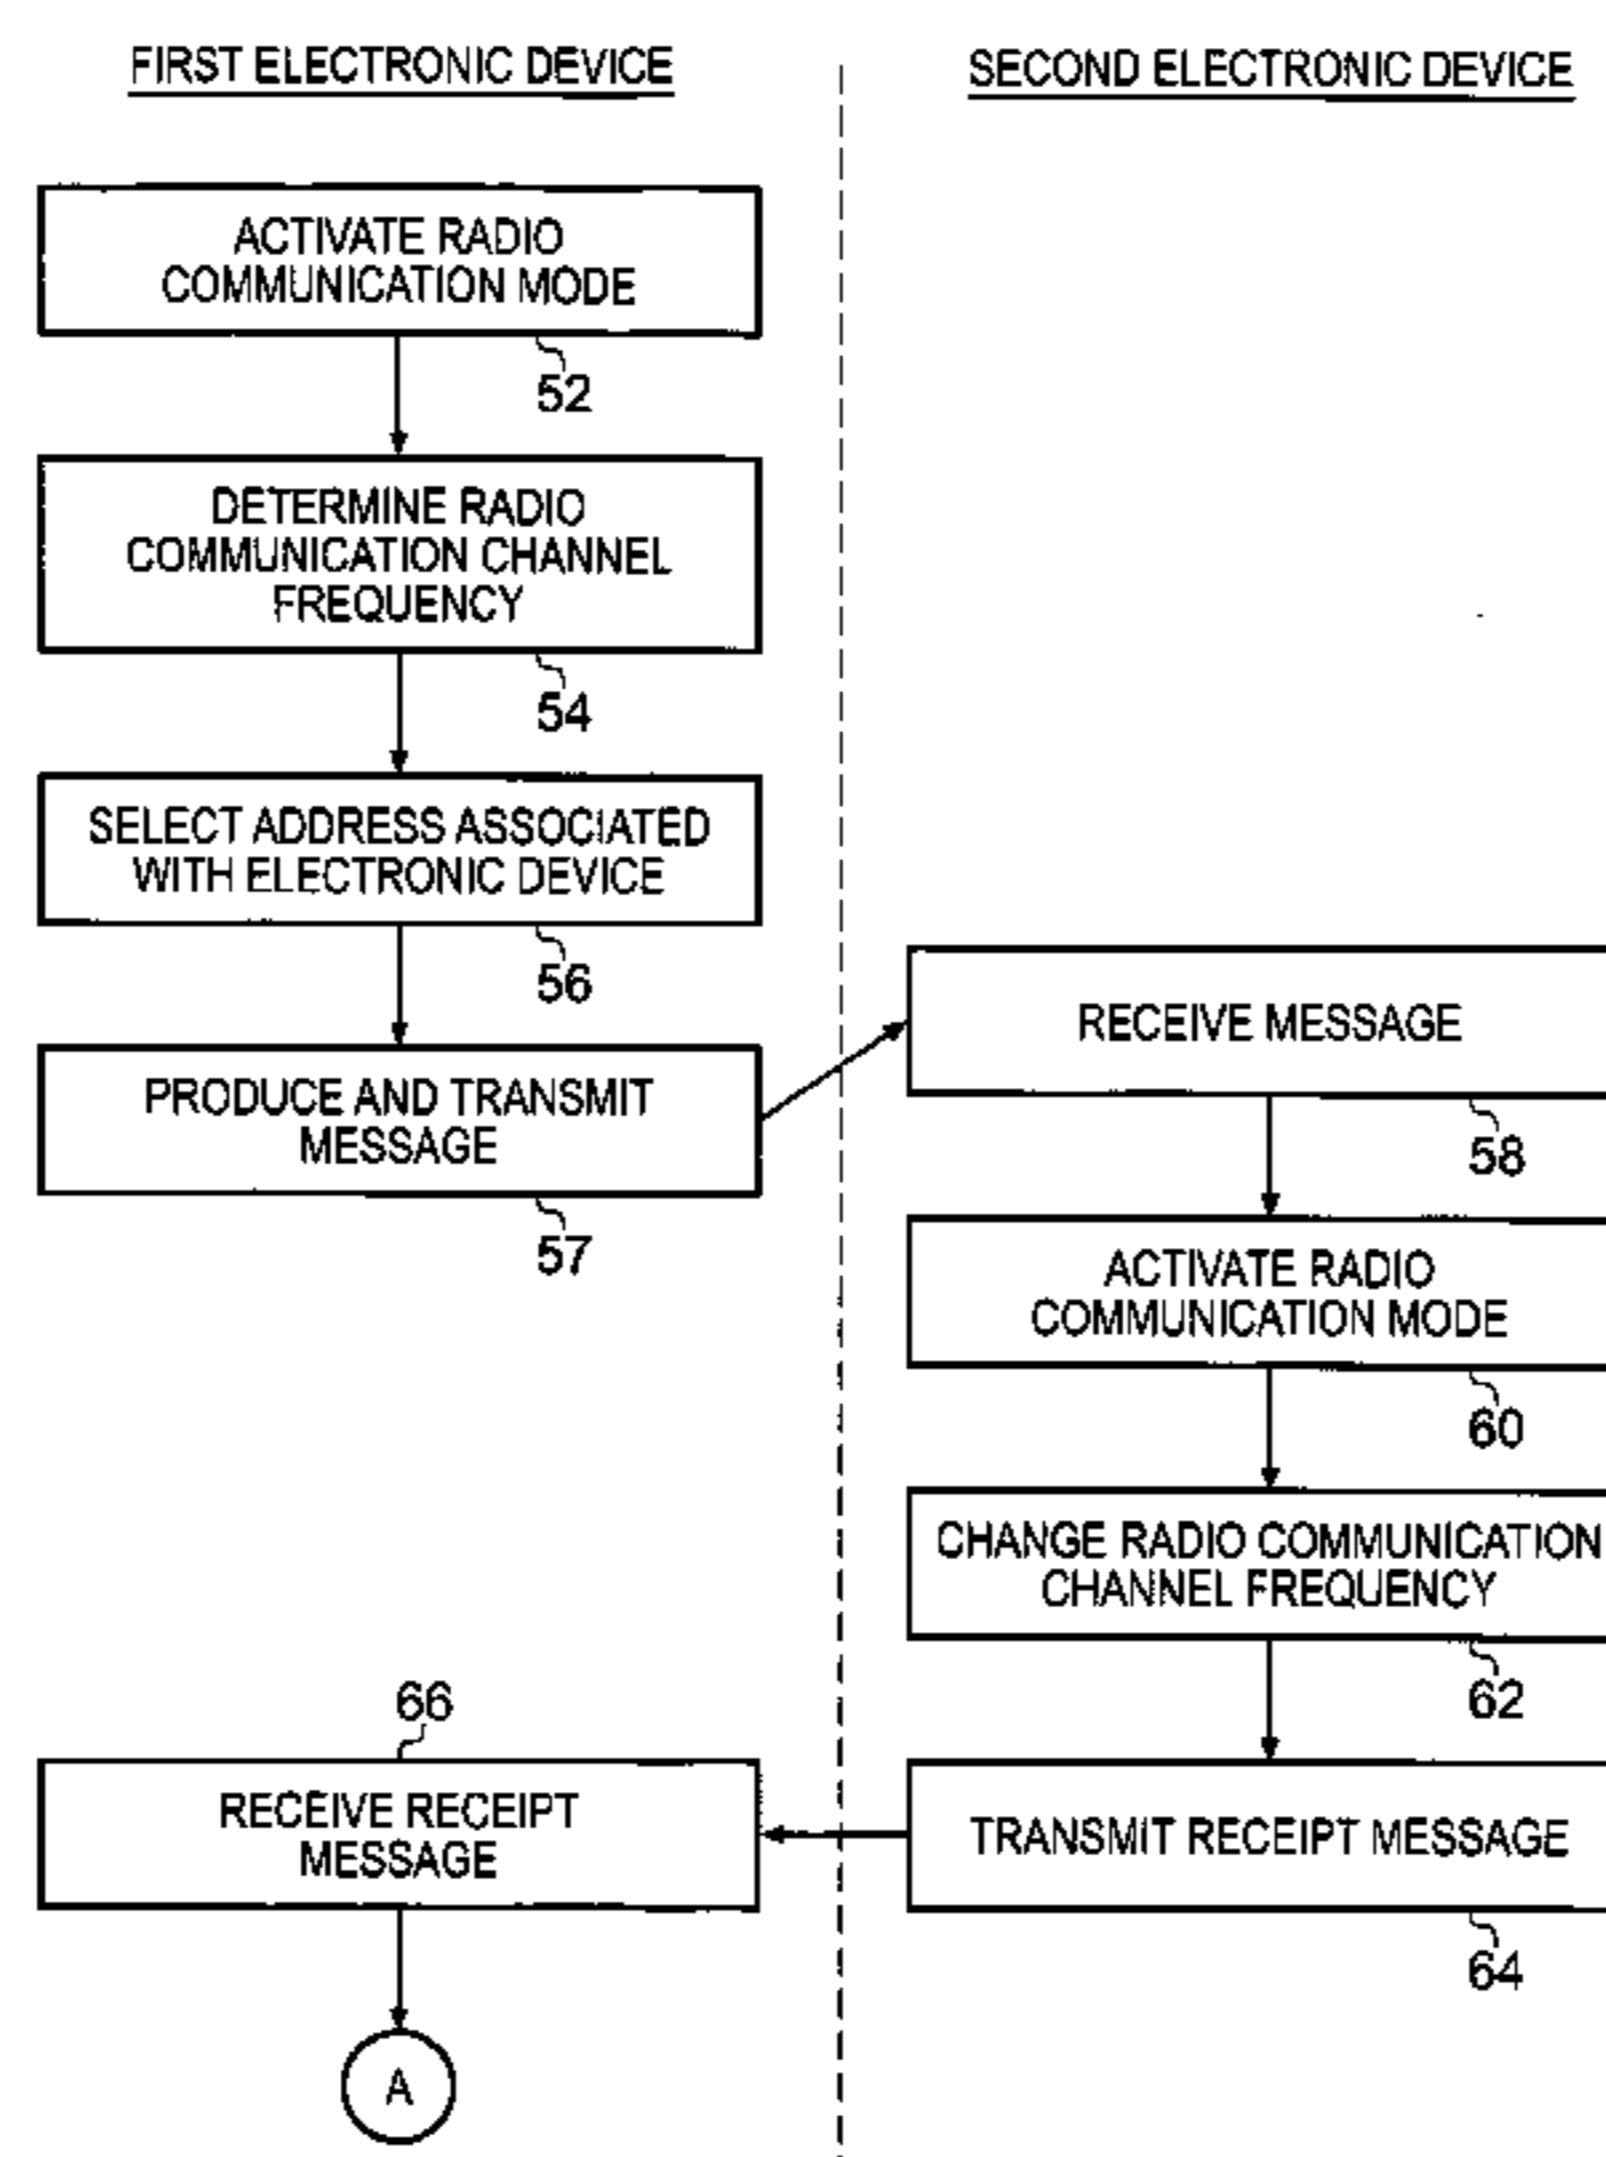 FIRST ELECTRONIC DEVICE
SECOND ELECTRONIC DEVICE
ACTIVATE RADIO
COMMUNICATION MODE
52
DETERMINE RADIO
COMMUNICATION CHANNEL
FREQUENCY
54
SELECT ADDRESS ASSOCIATED
WITH ELECTRONIC DEVICE
56
PRODUCE AND TRANSMIT
MESSAGE
57
RECEIVE MESSAGE
58
ACTIVATE RADIO
COMMUNICATION MODE
60
CHANGE RADIO COMMUNICATION
CHANNEL FREQUENCY
62
TRANSMIT RECEIPT MESSAGE
64
66
RECEIVE RECEIPT
MESSAGE
A